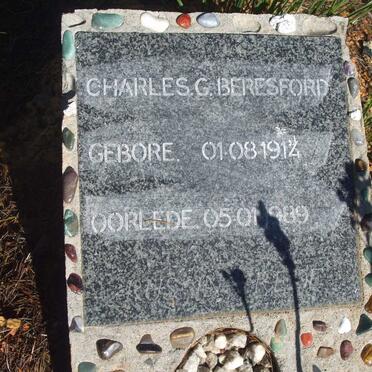 CHARLES.G.BERESFORD
GEBORE. 01-08-1914
OORLEDE. 05-01-1989